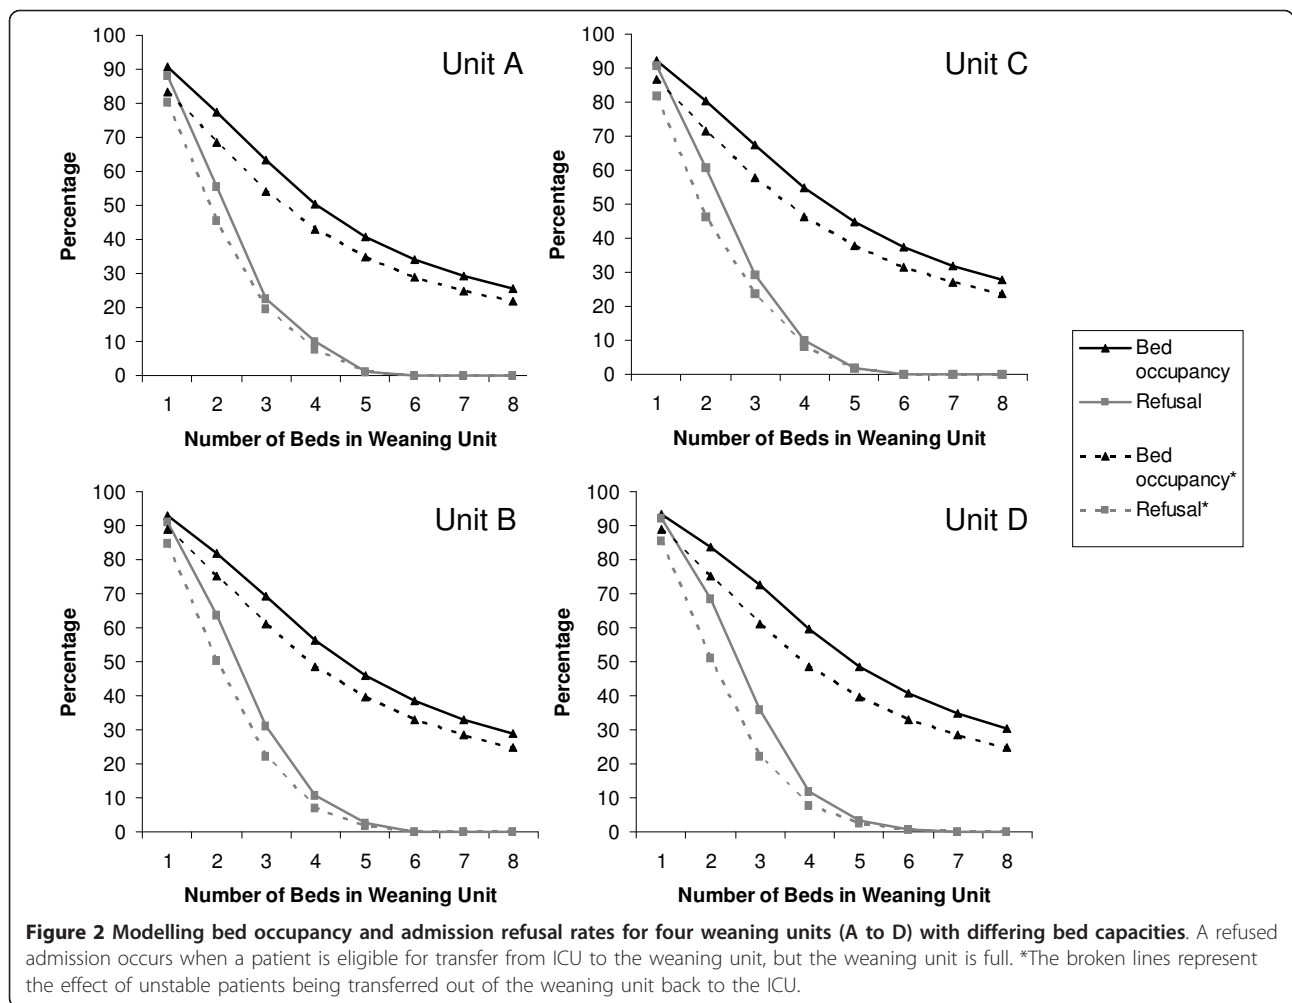 Unit A
100
90
80
70
60
50
40
30
20
10
0
Percentage
1 2 3 4 5 6 7 8
Number of Beds in Weaning Unit
Unit C
100
90
80
70
60
50
40
30
20
10
0
Percentage
1 2 3 4 5 6 7 8
Number of Beds in Weaning Unit
Bed
occupancy
Refusal
Bed
occupancy*
Refusal*
Unit B
100
90
80
70
60
50
40
30
20
10
0
Percentage
1 2 3 4 5 6 7 8
Number of Beds in Weaning Unit
Unit D
100
90
80
70
60
50
40
30
20
10
0
Percentage
1 2 3 4 5 6 7 8
Number of Beds in Weaning Unit
Figure 2 Modelling bed occupancy and admission refusal rates for four weaning units (A to D) with differing bed capacities. A refused
admission occurs when a patient is eligible for transfer from ICU to the weaning unit, but the weaning unit is full. *The broken lines represent
the effect of unstable patients being transferred out of the weaning unit back to the ICU.